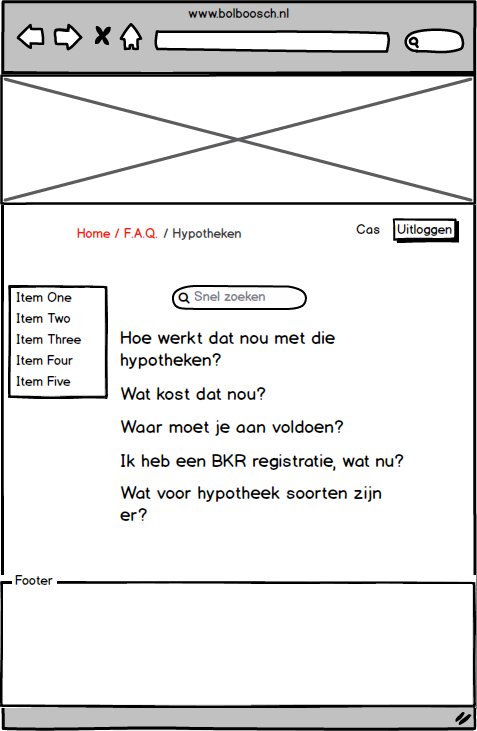 www.bolboosch.nl
Home / F.A.Q. / Hypotheken
Cas
Uitloggen
Item One
Item Two
Item Three
Item Four
Item Five
Snel zoeken
Hoe werkt dat nou met die
hypotheken?
Wat kost dat nou?
Waar moet je aan voldoen?
Ik heb een BKR registratie, wat nu?
Wat voor hypotheek soorten zijn
er?
Footer